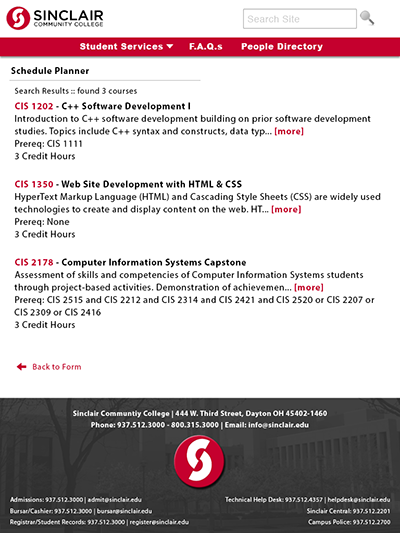 SINCLAIR
COMMUNITY COLLEGE
Search Site
Student Services F.A.Q.s People Directory
Schedule Planner
Search Results :: found 3 courses
CIS 1202 - C++ Software Development I
Introduction to C++ software development building on prior software development
studies. Topics include C++ syntax and constructs, data typ... [more]
Prereq: CIS 1111
3 Credit Hours
CIS 1350 - Web Site Development with HTML & CSS
HyperText Markup Language (HTML) and Cascading Style Sheets (CSS) are widely used
technologies to create and display content on the web. HT... [more]
Prereq: None
3 Credit Hours
CIS 2178 - Computer Information Systems Capstone
Assessment of skills and competencies of Computer Information Systems students
through project-based activities. Demonstration of achievemen... [more]
Prereq: CIS 2515 and CIS 2212 and CIS 2314 and CIS 2421 and CIS 2520 or CIS 2207 or
CIS 2309 or CIS 2416
3 Credit Hours
Back to Form
Sinclair Communtiy College | 444 W. Third Street, Dayton OH 45402-1460
Phone: 937.512.3000 - 800.315.3000 | Email: info@sinclair.edu
Admissions: 937.512.3000 | admit@sinclair.edu
Bursar/Cashier: 937.512.3000 | bursar@sinclair.edu
Registrar/Student Records: 937.512.3000 | register@sinclair.edu
Technical Help Desk: 937.512.4357 | helpdesk@sinclair.edu
Sinclair Central: 937.512.2201
Campus Police: 937.512.2700